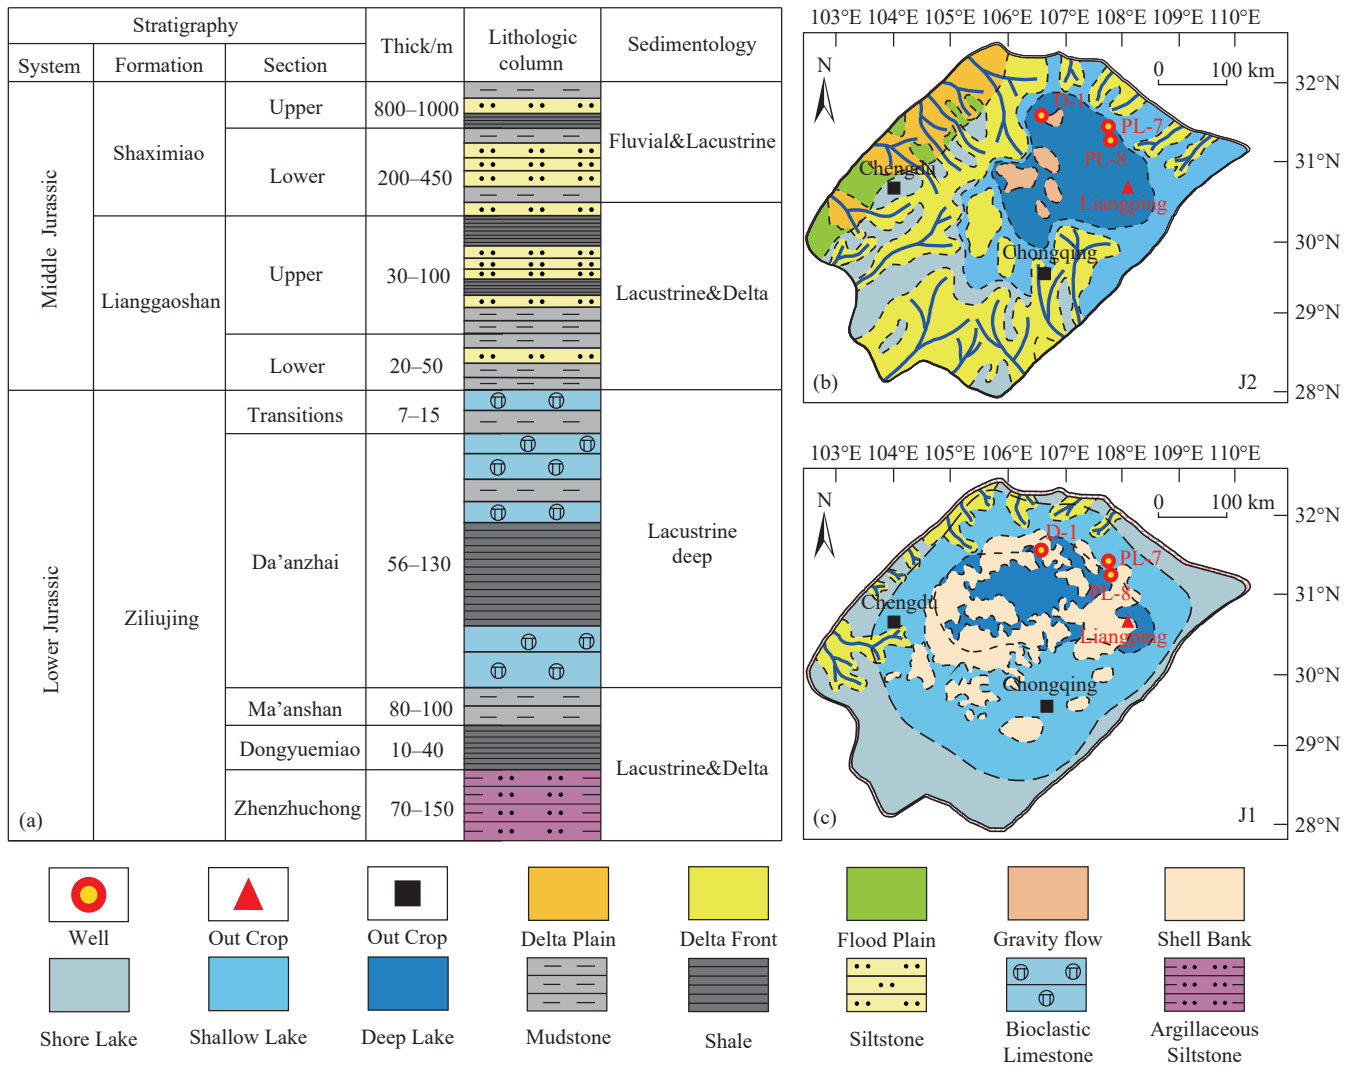 Stratigraphy
System
Formation
Section
Thick/m
Lithologic
column
Sedimentology
Middle Jurassic
Shaximiao
Upper
800–1000
Fluvial&Lacustrine
Lower
200–450
Lianggaoshan
Upper
30–100
Lacustrine&Delta
Lower
20–50
Lower Jurassic
Ziliujing
Transitions
7–15
Da’anzhai
56–130
Lacustrine
deep
Ma’anshan
80–100
Dongyuemiao
10–40
Lacustrine&Delta
Zhenzhuchong
70–150
(a)
103°E 104°E 105°E 106°E 107°E 108°E 109°E 110°E
N
0 100 km
32°N
31°N
30°N
29°N
28°N
D-1
PL-7
PL-8
Chengdu
Liangping
Chongqing
(b)
J2
103°E 104°E 105°E 106°E 107°E 108°E 109°E 110°E
N
0 100 km
32°N
31°N
30°N
29°N
28°N
D-1
PL-7
PL-8
Chengdu
Liangping
Chongqing
(c)
J1
Well
Out Crop
Out Crop
Delta Plain
Delta Front
Flood Plain
Gravity flow
Shell Bank
Shore Lake
Shallow Lake
Deep Lake
Mudstone
Shale
Siltstone
Bioclastic
Limestone
Argillaceous
Siltstone